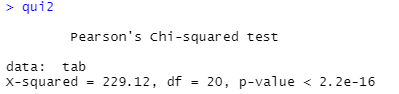 > qui2
Pearson's Chi-squared test
data:  tab
X-squared = 229.12, df = 20, p-value < 2.2e-16